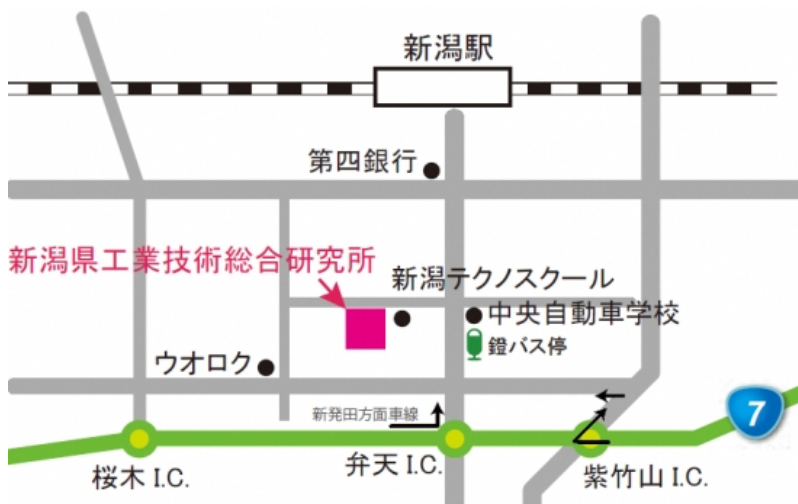 新潟駅
第四銀行
新潟県工業技術総合研究所
新潟テクノスクール
中央自動車学校
鐙バス停
ウオロク
新発田方面車線
7
桜木 I.C.
弁天 I.C.
紫竹山 I.C.